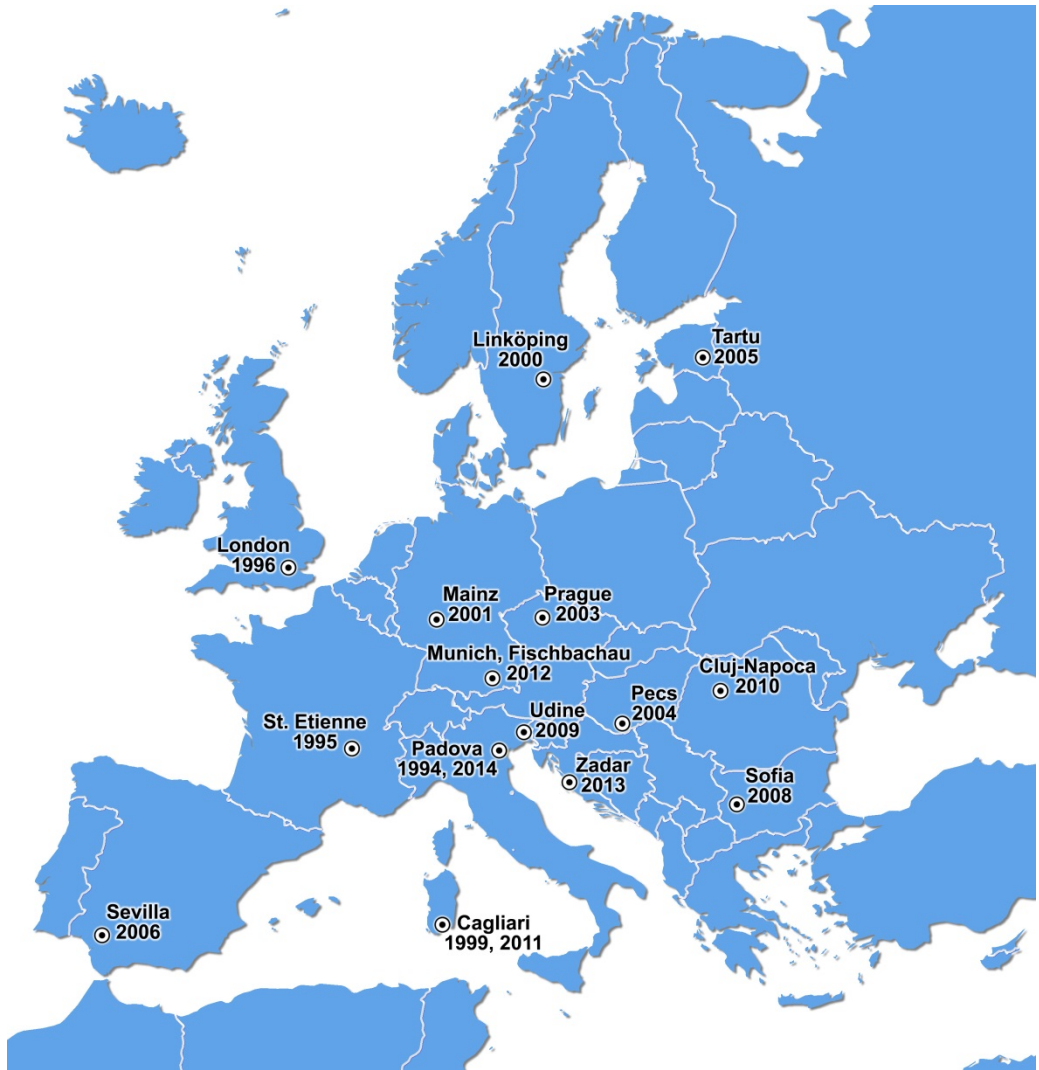 Linköping
2000
Tartu
2005
London
1996
Mainz
2001
Prague
2003
Munich, Fischbachau
2012
Cluj-Napoca
2010
Pecs
2004
Udine
2009
St. Etienne
1995
Padova
1994, 2014
Zadar
2013
Sofia
2008
Sevilla
2006
Cagliari
1999, 2011